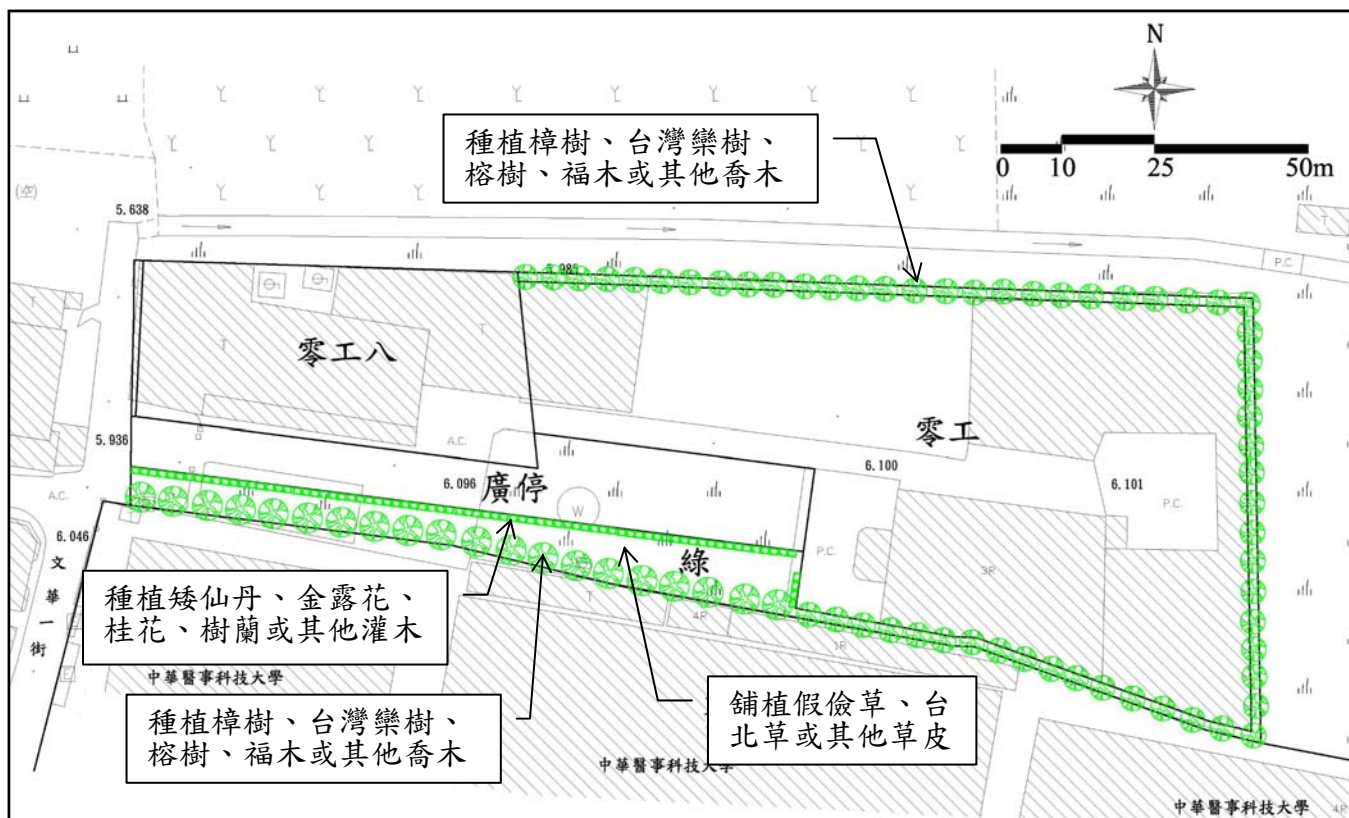 N
種植樟樹、台灣欒樹、
榕樹、福木或其他喬木
0 10 25 50m
(空)
5.638
T
P.C.
5.985
T
T
T
零工八
零工
5.936
A.C.
6.100
6.101
P.C.
R
6.096
廣停
W
A.C.
6.046
T
P.C.
3R
綠
文華一街
種植矮仙丹、金露花、
桂花、樹蘭或其他灌木
T
4R
1R
中華醫事科技大學
種植樟樹、台灣欒樹、
榕樹、福木或其他喬木
舖植假儉草、台
北草或其他草皮
中華醫事科技大學
中華醫事科技大學
4R